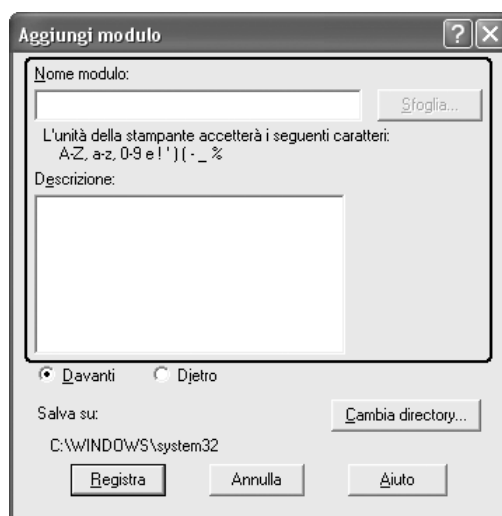 Aggiungi modulo
Nome modulo:
Sfoglia...
L'unità della stampante accetterà i seguenti caratteri:
A-Z, a-z, 0-9 e ! ' ) ( - _ %
Descrizione:
Davanti Dietro
Salva su: Cambia directory...
C:\WINDOWS\system32
Registra Annulla Aiuto